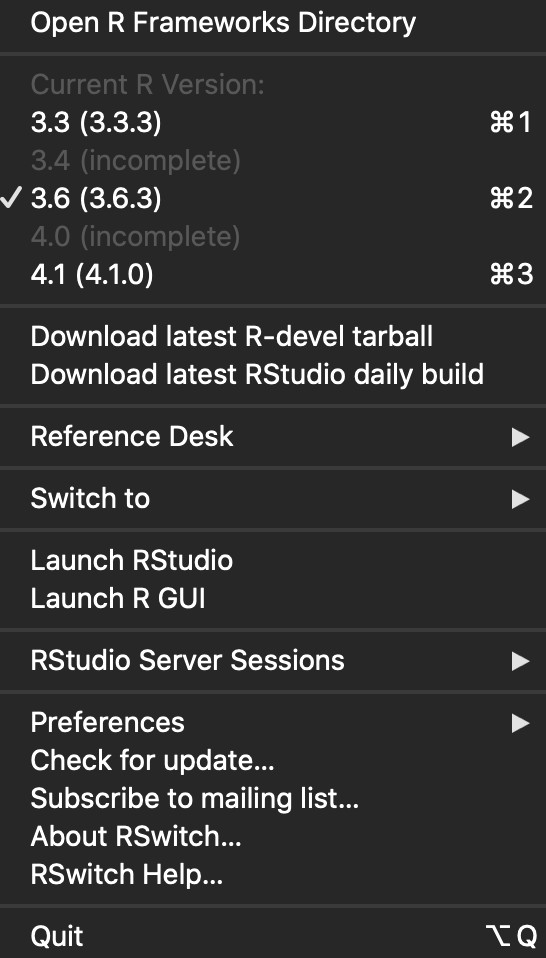 Open R Frameworks Directory
Current R Version:
3.3 (3.3.3) ⌘1
3.4 (incomplete)
✓ 3.6 (3.6.3) ⌘2
4.0 (incomplete)
4.1 (4.1.0) ⌘3
Download latest R-devel tarball
Download latest RStudio daily build
Reference Desk ▶
Switch to ▶
Launch RStudio
Launch R GUI
RStudio Server Sessions ▶
Preferences ▶
Check for update...
Subscribe to mailing list...
About RSwitch...
RSwitch Help...
Quit ⌥Q